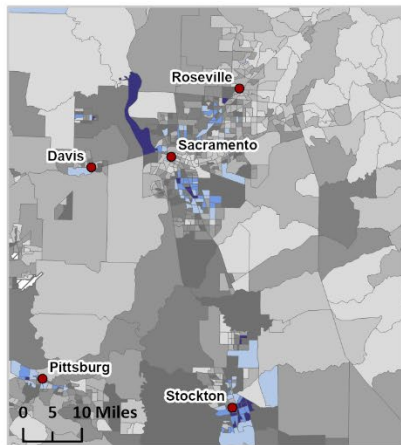 Roseville
Sacramento
Davis
Pittsburg
Stockton
0 5 10 Miles